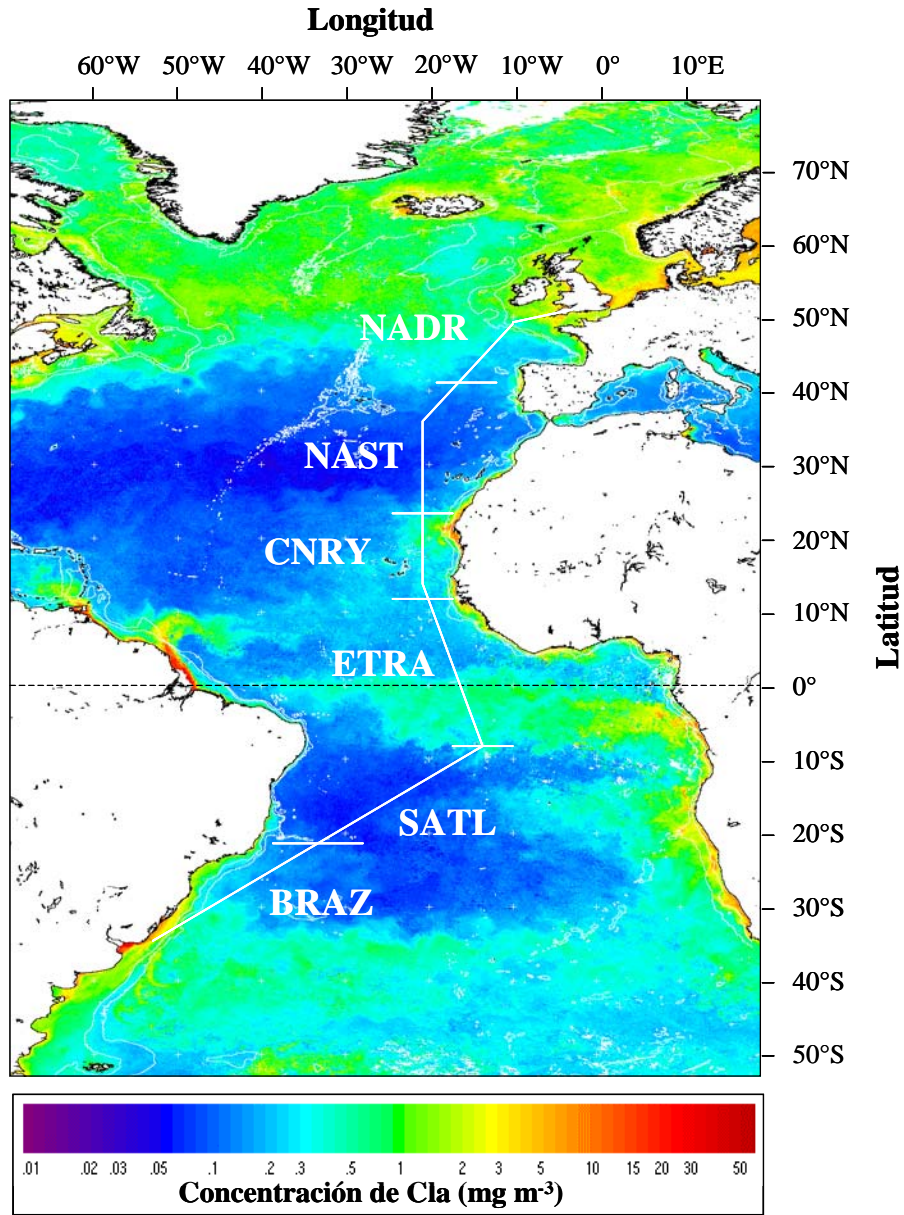 Longitud
60°W 50°W 40°W 30°W 20°W 10°W 0° 10°E
70°N
60°N
50°N
NADR
40°N
NAST
30°N
CNRY
20°N
10°N
ETRA
0°
Latitud
10°S
SATL
20°S
BRAZ
30°S
40°S
50°S
.01 .02 .03 .05 .1 .2 .3 .5 1 2 3 5 10 15 20 30 50
Concentración de Cla (mg m-3)